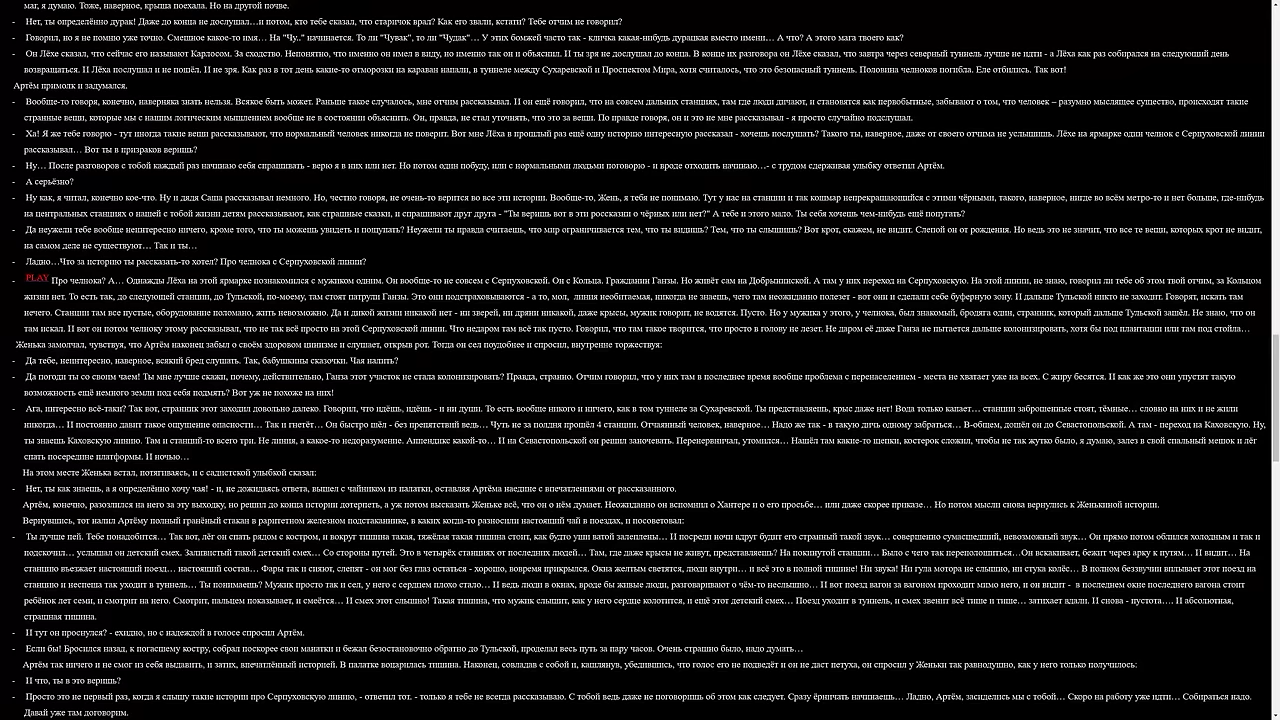 маг, я думаю. Тоже, наверное, крыша поехала. Но на другой почве.
- Нет, ты определённо дурак! Даже до конца не дослушал…и потом, кто тебе сказал, что старичок врал? Как его звали, кстати? Тебе отчим не говорил?
- Говорил, но я не помню уже точно. Смешное какое-то имя… На "Чу.." начинается. То ли "Чувак", то ли "Чудак"… У этих бомжей часто так - кличка какая-нибудь дурацкая вместо имени… А что? А этого мага твоего как?
- Он Лёхе сказал, что сейчас его называют Карлосом. За сходство. Непонятно, что именно он имел в виду, но именно так он и объяснил. И ты зря не дослушал до конца. В конце их разговора он Лёхе сказал, что завтра через северный туннель лучше не идти - а Лёха как раз собирался на следующий день
возвращаться. И Лёха послушал и не пошёл. И не зря. Как раз в тот день какие-то отморозки на караван напали, в туннеле между Сухаревской и Проспектом Мира, хотя считалось, что это безопасный туннель. Половина челноков погибла. Еле отбились. Так вот!
Артём примолк и задумался.
- Вообще-то говоря, конечно, наверняка знать нельзя. Всякое быть может. Раньше такое случалось, мне отчим рассказывал. И он ещё говорил, что на совсем дальних станциях, там где люди дичают, и становятся как первобытные, забывают о том, что человек – разумно мыслящее существо, происходят такие
странные вещи, которые мы с нашим логическим мышлением вообще не в состоянии объяснить. Он, правда, не стал уточнять, что это за вещи. По правде говоря, он и это не мне рассказывал - я просто случайно подслушал.
- Ха! Я же тебе говорю - тут иногда такие вещи рассказывают, что нормальный человек никогда не поверит. Вот мне Лёха в прошлый раз ещё одну историю интересную рассказал - хочешь послушать? Такого ты, наверное, даже от своего отчима не услышишь. Лёхе на ярмарке один челнок с Серпуховской линии
рассказывал… Вот ты в призраков веришь?
- Ну… После разговоров с тобой каждый раз начинаю себя спрашивать - верю я в них или нет. Но потом один побуду, или с нормальными людьми поговорю - и вроде отходить начинаю…- с трудом сдерживая улыбку ответил Артём.
- А серьёзно?
- Ну как, я читал, конечно кое-что. Ну и дядя Саша рассказывал немного. Но, честно говоря, не очень-то верится во все эти истории. Вообще-то, Жень, я тебя не понимаю. Тут у нас на станции и так кошмар непрекращающийся с этими чёрными, такого, наверное, нигде во всём метро-то и нет больше, где-нибудь
на центральных станциях о нашей с тобой жизни детям рассказывают, как страшные сказки, и спрашивают друг друга - "Ты веришь вот в эти россказни о чёрных или нет?" А тебе и этого мало. Ты себя хочешь чем-нибудь ещё попугать?
- Да неужели тебе вообще неинтересно ничего, кроме того, что ты можешь увидеть и пощупать? Неужели ты правда считаешь, что мир ограничивается тем, что ты видишь? Тем, что ты слышишь? Вот крот, скажем, не видит. Слепой он от рождения. Но ведь это не значит, что все те вещи, которых крот не видит,
на самом деле не существуют… Так и ты…
- Ладно…Что за историю ты рассказать-то хотел? Про челнока с Серпуховской линии?
- PLAY Про челнока? А… Однажды Лёха на этой ярмарке познакомился с мужиком одним. Он вообще-то не совсем с Серпуховской. Он с Кольца. Гражданин Ганзы. Но живёт сам на Добрынинской. А там у них переход на Серпуховскую. На этой линии, не знаю, говорил ли тебе об этом твой отчим, за Кольцом
жизни нет. То есть так, до следующей станции, до Тульской, по-моему, там стоят патрули Ганзы. Это они подстраховываются - а то, мол,  линия необитаемая, никогда не знаешь, чего там неожиданно полезет - вот они и сделали себе буферную зону. И дальше Тульской никто не заходит. Говорят, искать там
нечего. Станции там все пустые, оборудование поломано, жить невозможно. Да и дикой жизни никакой нет - ни зверей, ни дряни никакой, даже крысы, мужик говорит, не водятся. Пусто. Но у мужика у этого, у челнока, был знакомый, бродяга один, странник, который дальше Тульской зашёл. Не знаю, что он
там искал. И вот он потом челноку этому рассказывал, что не так всё просто на этой Серпуховской линии. Что недаром там всё так пусто. Говорил, что там такое творится, что просто в голову не лезет. Не даром её даже Ганза не пытается дальше колонизировать, хотя бы под плантации или там под стойла…
Женька замолчал, чувствуя, что Артём наконец забыл о своём здоровом цинизме и слушает, открыв рот. Тогда он сел поудобнее и спросил, внутренне торжествуя:
- Да тебе, неинтересно, наверное, всякий бред слушать. Так, бабушкины сказочки. Чая налить?
- Да погоди ты со своим чаем! Ты мне лучше скажи, почему, действительно, Ганза этот участок не стала колонизировать? Правда, странно. Отчим говорил, что у них там в последнее время вообще проблема с перенаселением - места не хватает уже на всех. С жиру бесятся. И как же это они упустят такую
возможность ещё немного земли под себя подмять? Вот уж не похоже на них!
- Ага, интересно всё-таки? Так вот, странник этот заходил довольно далеко. Говорил, что идёшь, идёшь - и ни души. То есть вообще никого и ничего, как в том туннеле за Сухаревской. Ты представляешь, крыс даже нет! Вода только капает… станции заброшенные стоят, тёмные… словно на них и не жили
никогда… И постоянно давит такое ощущение опасности… Так и гнетёт… Он быстро шёл - без препятствий ведь… Чуть не за полдня прошёл 4 станции. Отчаянный человек, наверное… Надо же так - в такую дичь одному забраться… В-общем, дошёл он до Севастопольской. А там - переход на Каховскую. Ну,
ты знаешь Каховскую линию. Там и станций-то всего три. Не линия, а какое-то недоразумение. Аппендикс какой-то… И на Севастопольской он решил заночевать. Перенервничал, утомился… Нашёл там какие-то щепки, костерок сложил, чтобы не так жутко было, я думаю, залез в свой спальный мешок и лёг
спать посередине платформы. И ночью…
На этом месте Женька встал, потягиваясь, и с садистской улыбкой сказал:
- Нет, ты как знаешь, а я определённо хочу чая! - и, не дожидаясь ответа, вышел с чайником из палатки, оставляя Артёма наедине с впечатлениями от рассказанного.
Артём, конечно, разозлился на него за эту выходку, но решил до конца истории дотерпеть, а уж потом высказать Женьке всё, что он о нём думает. Неожиданно он вспомнил о Хантере и о его просьбе… или даже скорее приказе… Но потом мысли снова вернулись к Женькиной истории.
Вернувшись, тот налил Артёму полный гранёный стакан в раритетном железном подстаканнике, в каких когда-то разносили настоящий чай в поездах, и посоветовал:
- Ты лучше пей. Тебе понадобится… Так вот, лёг он спать рядом с костром, и вокруг тишина такая, тяжёлая такая тишина стоит, как будто уши ватой залеплены… И посреди ночи вдруг будит его странный такой звук… совершенно сумасшедший, невозможный звук… Он прямо потом облился холодным и так и
подскочил… услышал он детский смех. Заливистый такой детский смех… Со стороны путей. Это в четырёх станциях от последних людей… Там, где даже крысы не живут, представляешь? На покинутой станции… Было с чего так переполошиться…Он вскакивает, бежит через арку к путям… И видит… На
станцию въезжает настоящий поезд… настоящий состав… Фары так и сияют, слепят - он мог без глаз остаться - хорошо, вовремя прикрылся. Окна желтым светятся, люди внутри… и всё это в полной тишине! Ни звука! Ни гула мотора не слышно, ни стука колёс… В полном беззвучии вплывает этот поезд на
станцию и неспеша так уходит в туннель… Ты понимаешь? Мужик просто так и сел, у него с сердцем плохо стало… И ведь люди в окнах, вроде бы живые люди, разговаривают о чём-то неслышно… И вот поезд вагон за вагоном проходит мимо него, и он видит -  в последнем окне последнего вагона стоит
ребёнок лет семи, и смотрит на него. Смотрит, пальцем показывает, и смеётся… И смех этот слышно! Такая тишина, что мужик слышит, как у него сердце колотится, и ещё этот детский смех… Поезд уходит в туннель, и смех звенит всё тише и тише… затихает вдали. И снова - пустота…. И абсолютная,
страшная тишина.
- И тут он проснулся? - ехидно, но с надеждой в голосе спросил Артём.
- Если бы! Бросился назад, к погасшему костру, собрал поскорее свои манатки и бежал безостановочно обратно до Тульской, проделал весь путь за пару часов. Очень страшно было, надо думать…
Артём так ничего и не смог из себя выдавить, и затих, впечатлённый историей. В палатке воцарилась тишина. Наконец, совладав с собой и, кашлянув, убедившись, что голос его не подведёт и он не даст петуха, он спросил у Женьки так равнодушно, как у него только получилось:
- И что, ты в это веришь?
- Просто это не первый раз, когда я слышу такие истории про Серпуховскую линию, - ответил тот. - только я тебе не всегда рассказываю. С тобой ведь даже не поговоришь об этом как следует. Сразу ёрничать начинаешь… Ладно, Артём, засиделись мы с тобой… Скоро на работу уже идти… Собираться надо.
Давай уже там договорим.